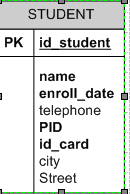 STUDENT
PK id_student
name
enroll_date
telephone
PID
id_card
city
Street